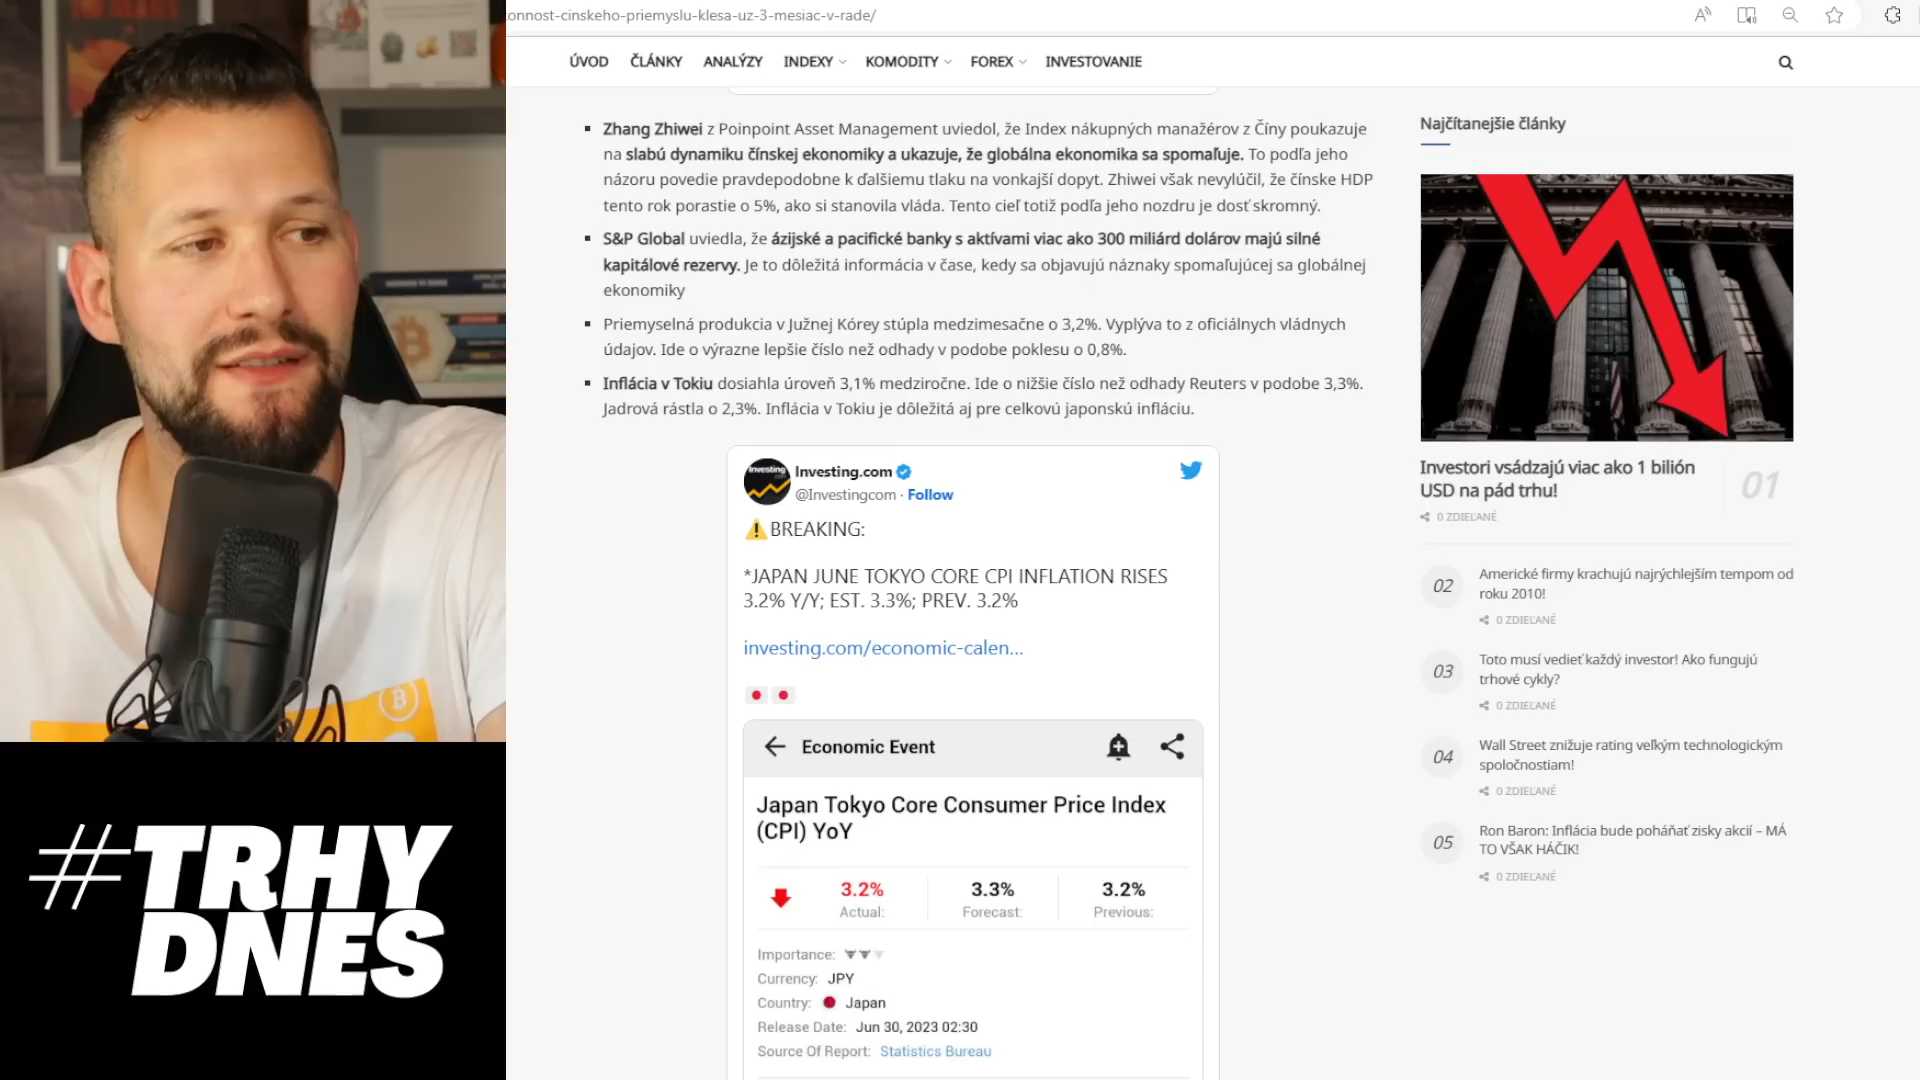 onnost-cinskeho-priemyslu-klesa-uz-3-mesiac-v-rade/
ÚVOD ČLÁNKY ANALÝZY INDEXY KOMODITY FOREX INVESTOVANIE
Zhang Zhiwei z Poinpoint Asset Management uviedol, že Index nákupných manažérov z Číny poukazuje
na slabú dynamiku čínskej ekonomiky a ukazuje, že globálna ekonomika sa spomaľuje. To podľa jeho
názoru povedie pravdepodobne k ďalšiemu tlaku na vonkajší dopyt. Zhiwei však nevylúčil, že čínske HDP
tento rok porastie o 5%, ako si stanovila vláda. Tento cieľ totiž podľa jeho nozdru je dosť skromný.
S&P Global uviedla, že ázijské a pacifické banky s aktívami viac ako 300 miliárd dolárov majú silné
kapitálové rezervy. Je to dôležitá informácia v čase, kedy sa objavujú náznaky spomaľujúcej sa globálnej
ekonomiky
Priemyselná produkcia v Južnej Kórey stúpla medzimesačne o 3,2%. Vyplýva to z oficiálnych vládnych
údajov. Ide o výrazne lepšie číslo než odhady v podobe poklesu o 0,8%.
Inflácia v Tokiu dosiahla úroveň 3,1% medziročne. Ide o nižšie číslo než odhady Reuters v podobe 3,3%.
Jadrová rástla o 2,3%. Inflácia v Tokiu je dôležitá aj pre celkovú japonskú infláciu.
Investing.com
Investing.com
@Investingcom · Follow
⚠️BREAKING:
*JAPAN JUNE TOKYO CORE CPI INFLATION RISES
3.2% Y/Y; EST. 3.3%; PREV. 3.2%
investing.com/economic-calen...
Economic Event
Japan Tokyo Core Consumer Price Index
(CPI) YoY
3.2% 3.3% 3.2%
Actual: Forecast: Previous:
Importance:
Currency: JPY
Country: Japan
Release Date: Jun 30, 2023 02:30
Source Of Report: Statistics Bureau
Najčítanejšie články
Investori vsádzajú viac ako 1 bilión
USD na pád trhu!
01
0 ZDIEĽANÉ
02
Americké firmy krachujú najrýchlejším tempom od
roku 2010!
0 ZDIEĽANÉ
03
Toto musí vedieť každý investor! Ako fungujú
trhové cykly?
0 ZDIEĽANÉ
04
Wall Street znižuje rating veľkým technologickým
spoločnostiam!
0 ZDIEĽANÉ
05
Ron Baron: Inflácia bude poháňať zisky akcií – MÁ
TO VŠAK HÁČIK!
0 ZDIEĽANÉ
#TRHY
DNES